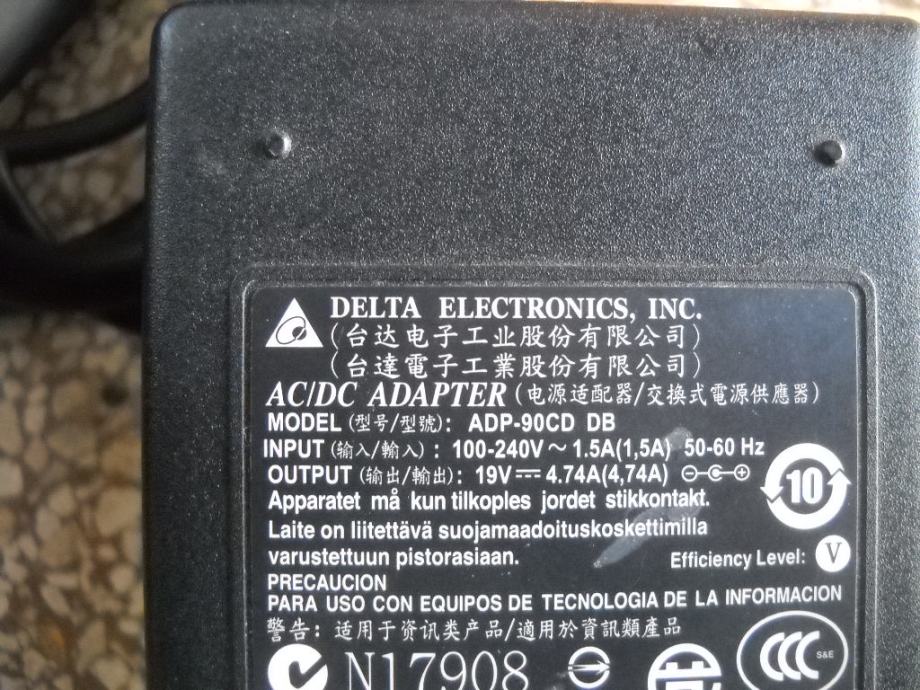 DELTA ELECTRONICS, INC.
(台达电子工业股份有限公司)
(台達電子工業股份有限公司)
AC/DC ADAPTER (电源适配器/交換式電源供應器)
MODEL (型号/型號): ADP-90CD DB
INPUT (输入/輸入) : 100-240V ~ 1.5A(1,5A) 50-60 Hz
OUTPUT (输出/輸出): 19V⎓4.74A(4,74A)
10
Apparatet må kun tilkoples jordet stikkontakt.
Laite on liitettävä suojamaadoituskoskettimilla
varustettuun pistorasiaan.
Efficiency Level: V
PRECAUCION
PARA USO CON EQUIPOS DE TECNOLOGIA DE LA INFORMACION
警告: 适用于资讯类产品/適用於資訊類產品
N17908
CCC S&E